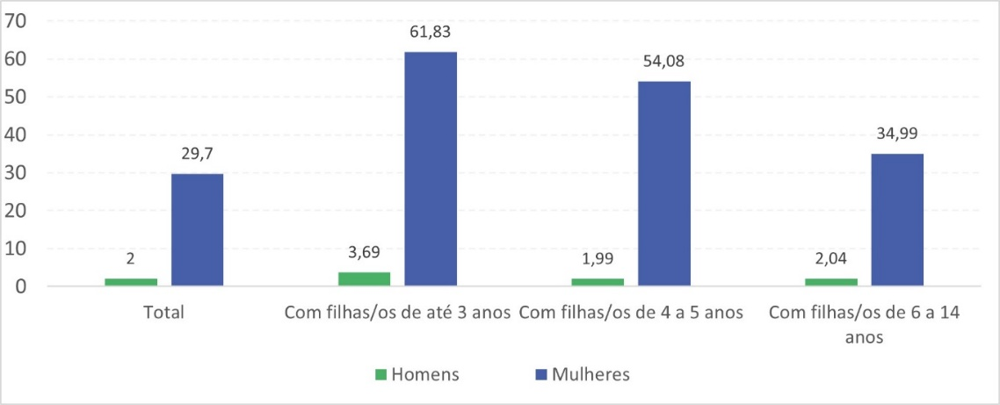 70
61,83
60
54,08
50
40
34,99
29,7
30
20
10
3,69
2
1,99
2,04
0
Total
Com filhas/os de até 3 anos
Com filhas/os de 4 a 5 anos
Com filhas/os de 6 a 14
anos
Homens
Mulheres